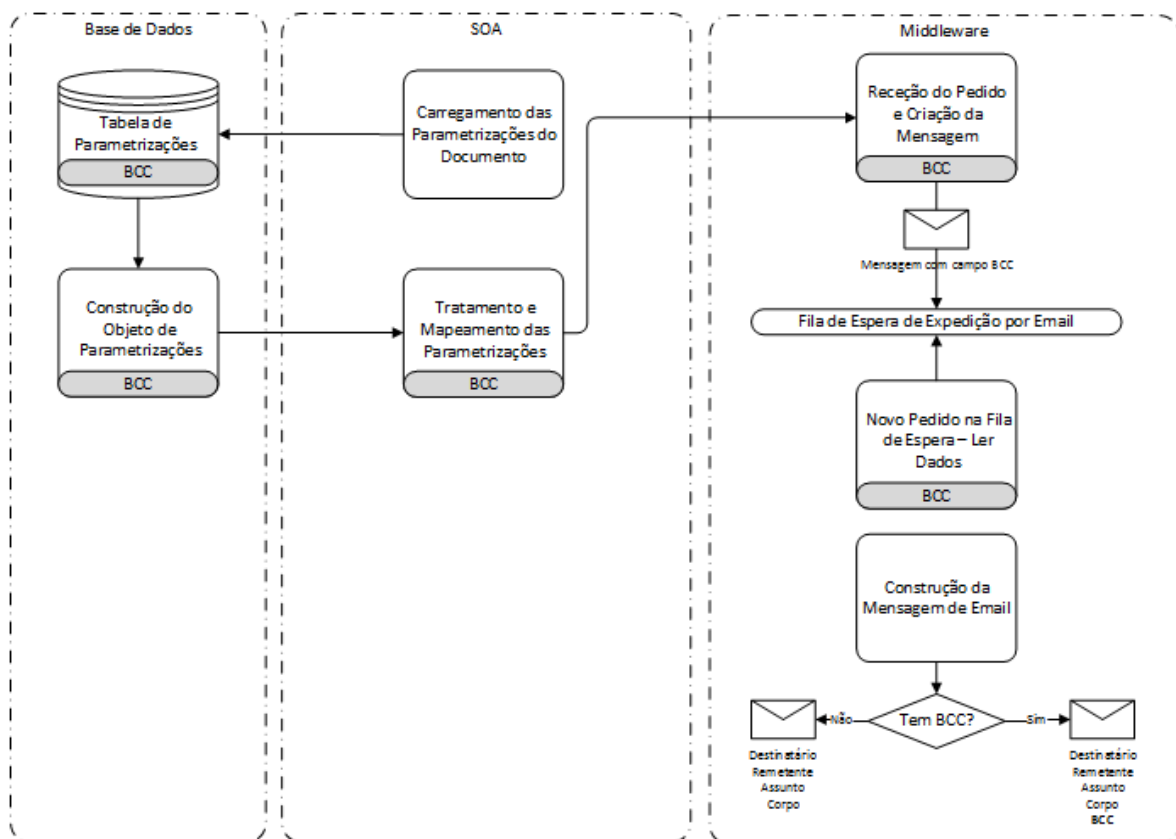 Base de Dados
Tabela de
Parametrizações
BCC
Construção do
Objeto de
Parametrizações
BCC
SOA
Carregamento das
Parametrizações do
Documento
Tratamento e
Mapeamento das
Parametrizações
BCC
Middleware
Receção do Pedido
e Criação da
Mensagem
BCC
Mensagem com campo BCC
Fila de Espera de Expedição por Email
Novo Pedido na Fila
de Espera – Ler
Dados
BCC
Construção da
Mensagem de Email
Tem BCC?
Não
Sim
Destinatário
Remetente
Assunto
Corpo
Destinatário
Remetente
Assunto
Corpo
BCC